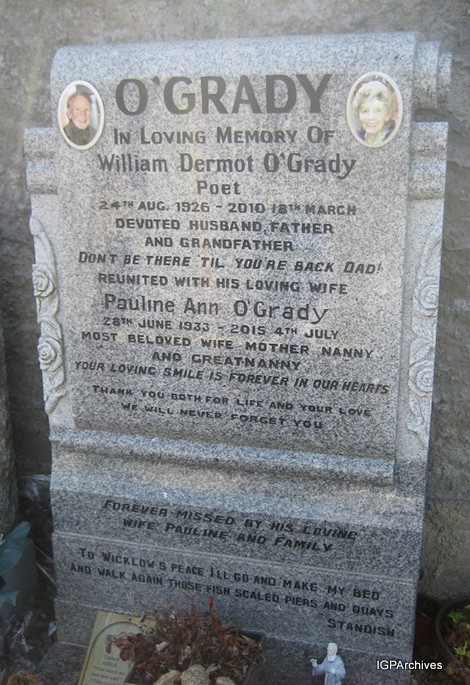 O'GRADY
IN LOVING MEMORY OF
William Dermot O'Grady
Poet
24TH AUG. 1926 - 2010 18TH MARCH
DEVOTED HUSBAND, FATHER
AND GRANDFATHER
DON'T BE THERE 'TIL YOU'RE BACK DAD!
REUNITED WITH HIS LOVING WIFE
Pauline Ann O'Grady
28TH JUNE 1933 - 2015 4TH JULY
MOST BELOVED WIFE MOTHER NANNY
AND GREAT-NANNY
YOUR LOVING SMILE IS FOREVER IN OUR HEARTS
THANK YOU BOTH FOR LIFE AND YOUR LOVE
WE WILL NEVER FORGET YOU
FOREVER MISSED BY HIS LOVING
WIFE PAULINE AND FAMILY
TO WICKLOW'S PEACE I'LL GO AND MAKE MY BED
AND WALK AGAIN THOSE FISH SCALED PIERS AND QUAYS
STANDISH
IGPArchives